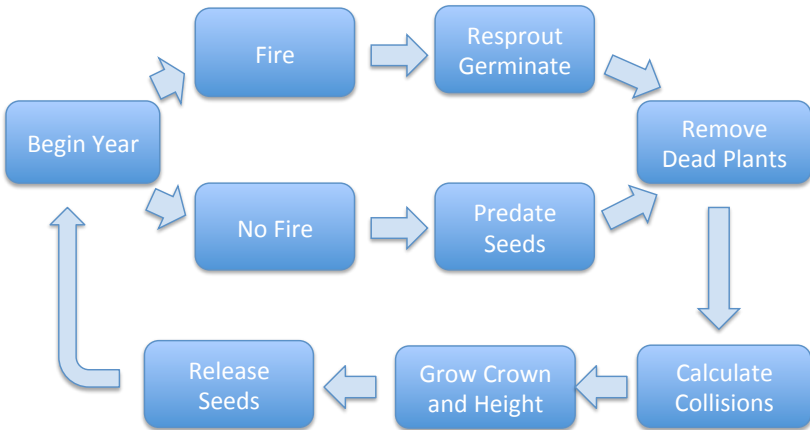 Fire
Resprout
Germinate
Begin Year
Remove
Dead Plants
No Fire
Predate
Seeds
Release
Seeds
Grow Crown
and Height
Calculate
Collisions